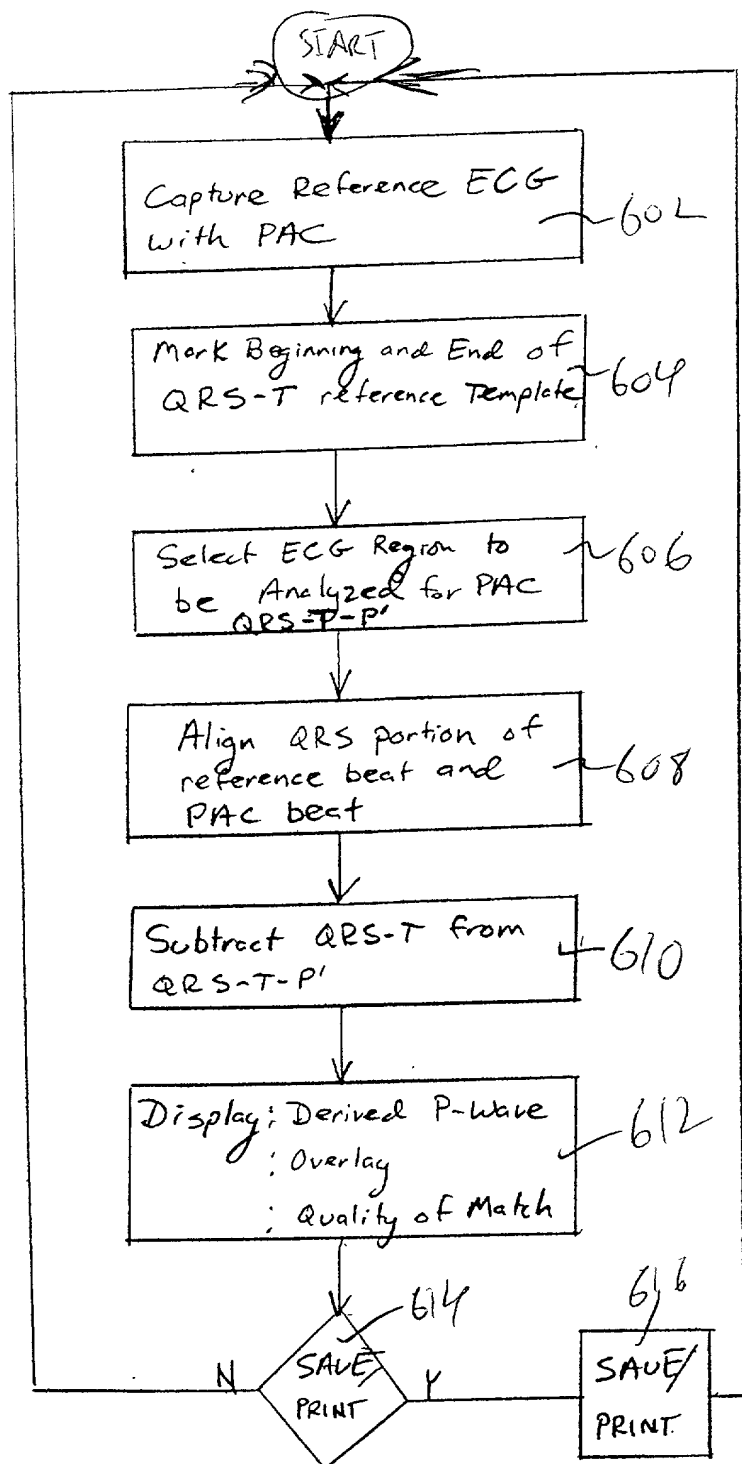 START
Capture Reference ECG
with PAC
602
Mark Beginning and End of
QRS-T reference Template
604
Select ECG Region to
be Analyzed for PAC
QRS-T-P'
606
Align QRS portion of
reference beat and
PAC beat
608
Subtract QRS-T from
QRS-T-P'
610
Display: Derived P-Wave
: Overlay
: Quality of Match
612
614
SAVE/
PRINT
N
Y
616
SAVE/
PRINT.